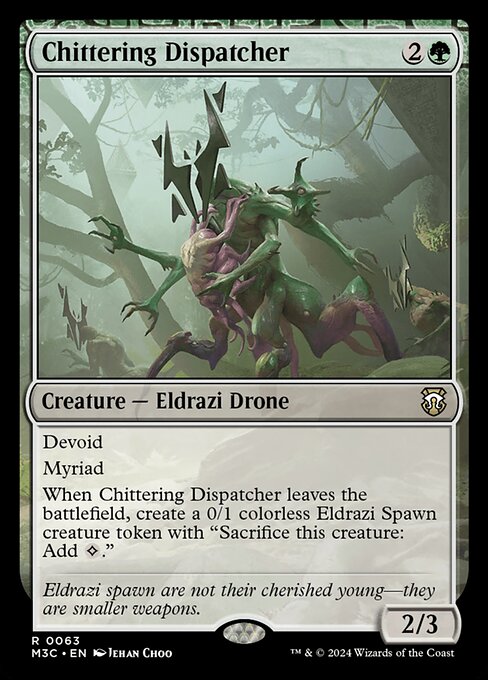 Chittering Dispatcher 2
Creature — Eldrazi Drone
Devoid
Myriad
When Chittering Dispatcher leaves the
battlefield, create a 0/1 colorless Eldrazi Spawn
creature token with “Sacrifice this creature:
Add ◇.”
Eldrazi spawn are not their cherished young—they
are smaller weapons.
2/3
R 0063
M3C • EN Jehan Choo
™ & © 2024 Wizards of the Coast